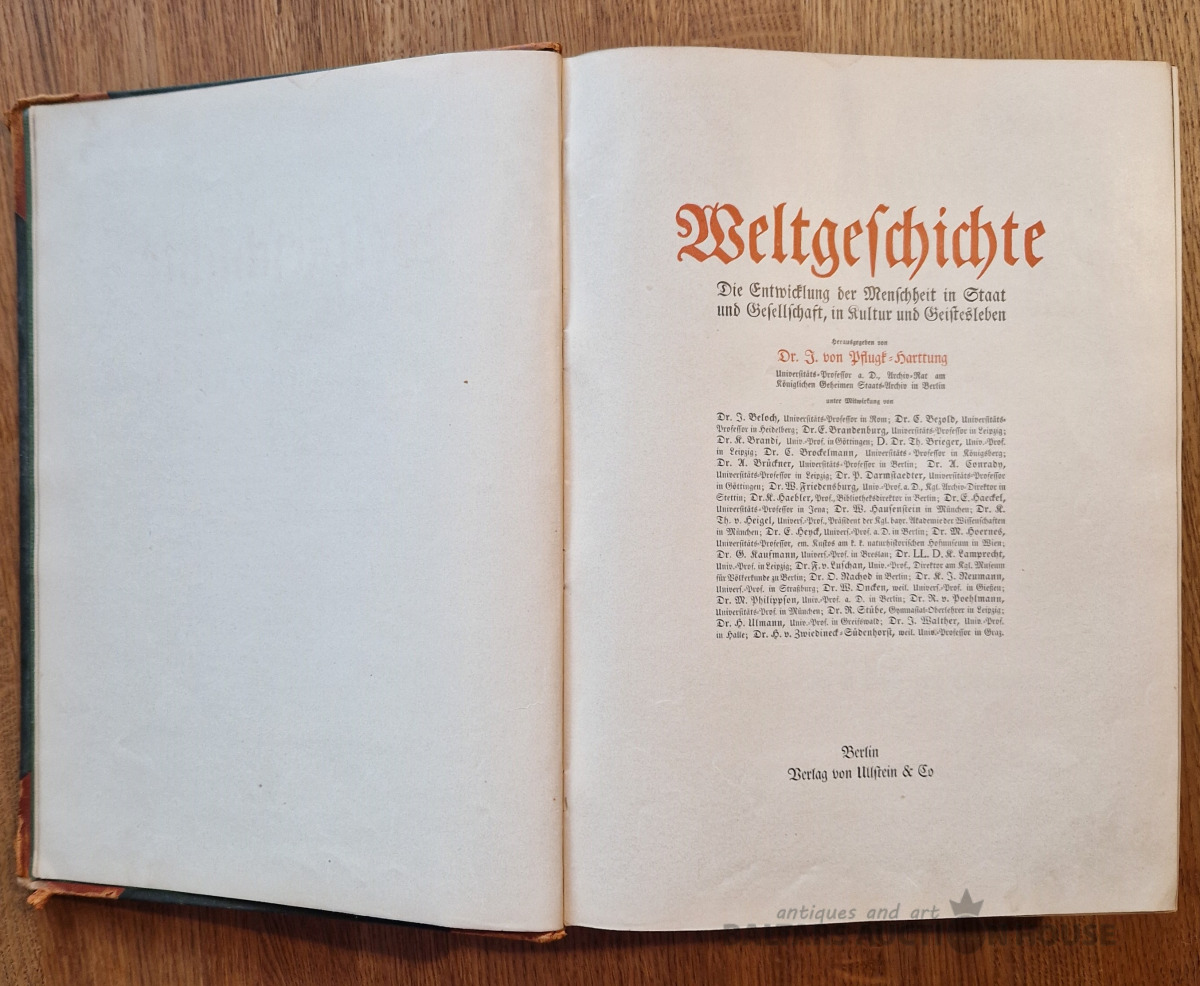 Weltgeschichte
Die Entwicklung der Menschheit in Staat
und Gesellschaft, in Kultur und Geistesleben
Herausgegeben von
Dr. J. von Pflugk-Harttung
Universitäts-Professor a. D., Archiv-Rat am
Königlichen Geheimen Staats-Archiv in Berlin
unter Mitwirkung von
Dr. J. Beloch, Universitäts-Professor in Rom; Dr. C. Bezold, Universitäts-
Professor in Heidelberg; Dr. E. Brandenburg, Universitäts-Professor in Leipzig;
Dr. K. Brandi, Univ.-Prof. in Göttingen; D. Dr. Th. Brieger, Univ.-Prof.
in Leipzig; Dr. C. Brockelmann, Universitäts-Professor in Königsberg;
Dr. A. Brückner, Universitäts-Professor in Berlin; Dr. A. Conrady,
Universitäts-Professor in Leipzig; Dr. P. Darmstaedter, Universitäts-Professor
in Göttingen; Dr. W. Friedensburg, Univ.-Prof. a. D., Kgl. Archiv-Direktor in
Stettin; Dr. K. Haebler, Prof., Bibliotheksdirektor in Berlin; Dr. E. Haeckel,
Universitäts-Professor in Jena; Dr. W. Hausenstein in München; Dr. K.
Th. v. Heigel, Univers.-Prof., Präsident der Kgl. bayr. Akademie der Wissenschaften
in München; Dr. E. Heyck, Univers.-Prof. a. D. in Berlin; Dr. M. Hoernes,
Universitäts-Professor, em. Kustos am k. k. naturhistorischen Hofmuseum in Wien;
Dr. G. Kaufmann, Univers.-Prof. in Breslau; Dr. LL. D. K. Lamprecht,
Univ.-Prof. in Leipzig; Dr. F. v. Luschan, Univ.-Prof., Direktor am Kgl. Museum
für Völkerkunde zu Berlin; Dr. O. Nachod in Berlin; Dr. K. J. Neumann,
Univers.-Prof. in Straßburg; Dr. W. Oncken, weil. Univers.-Prof. in Gießen;
Dr. M. Philippson, Univ.-Prof. a. D. in Berlin; Dr. R. v. Poehlmann,
Universitäts-Prof. in München; Dr. R. Stübe, Gymnasial-Oberlehrer in Leipzig;
Dr. H. Ulmann, Univ.-Prof. in Greifswald; Dr. J. Walther, Univ.-Prof.
in Halle; Dr. H. v. Zwiedineck-Südenhorst, weil. Univ.-Professor in Graz.
Berlin
Verlag von Ullstein & Co
antiques and art
HOUSE